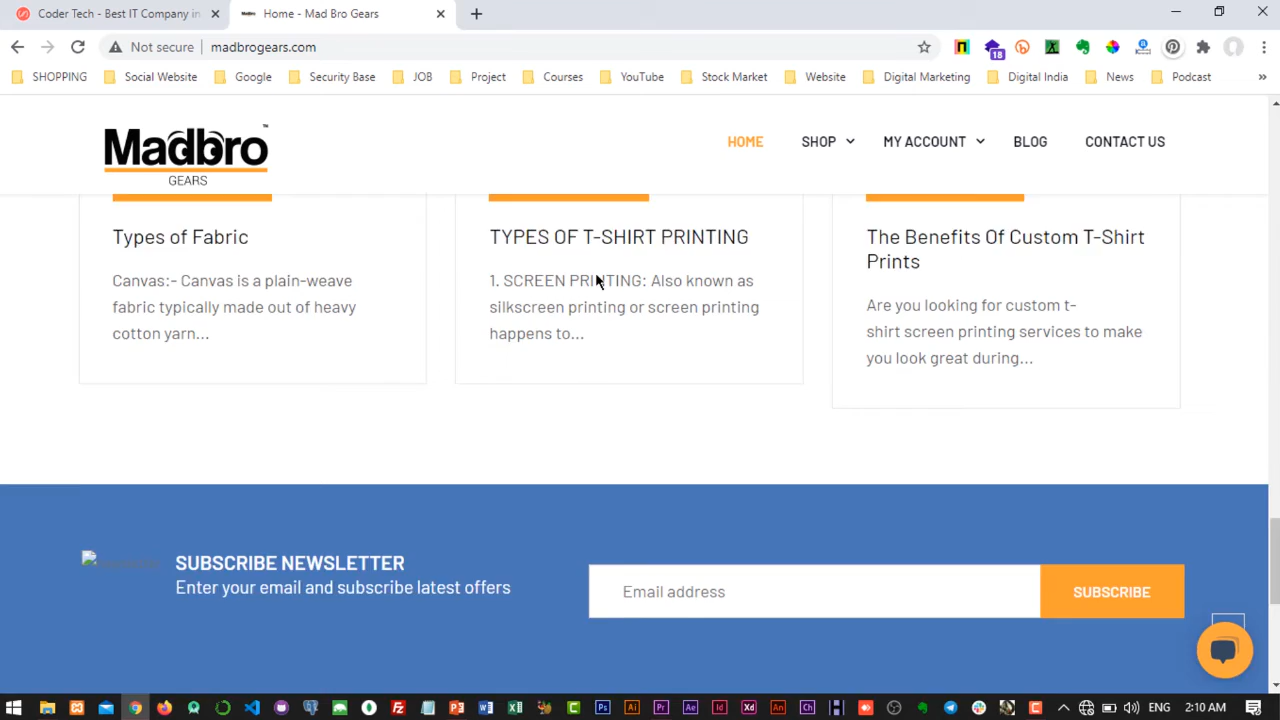 Coder Tech - Best IT Company in
Home - Mad Bro Gears
Not secure
madbrogears.com
18
SHOPPING
Social Website
Google
Security Base
JOB
Project
Courses
YouTube
Stock Market
Website
Digital Marketing
Digital India
News
Podcast
Madbro
GEARS
HOME
SHOP
MY ACCOUNT
BLOG
CONTACT US
Types of Fabric
Canvas:- Canvas is a plain-weave
fabric typically made out of heavy
cotton yarn...
TYPES OF T-SHIRT PRINTING
1. SCREEN PRINTING: Also known as
silkscreen printing or screen printing
happens to...
The Benefits Of Custom T-Shirt
Prints
Are you looking for custom t-
shirt screen printing services to make
you look great during...
SUBSCRIBE NEWSLETTER
Enter your email and subscribe latest offers
Email address
SUBSCRIBE
ENG
2:10 AM